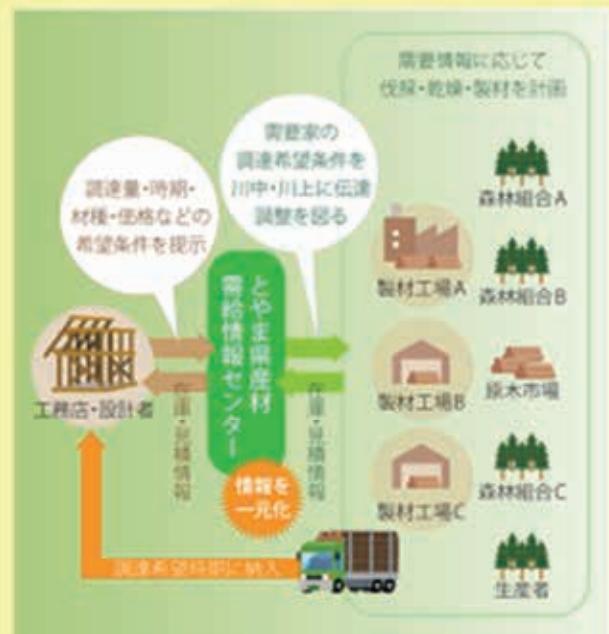 需要情報に応じて
伐採・乾燥・製材を計画
需要家の
調達希望条件を
川中・川上に伝達
調整を図る
調達量・時期・
材種・価格などの
希望条件を提示
森林組合A
製材工場A
森林組合B
とやま県産材
需給情報センター
工務店・設計者
在庫・見積情報
在庫・見積情報
製材工場B
原木市場
情報を
一元化
製材工場C
森林組合C
調達希望時期に納入
生産者